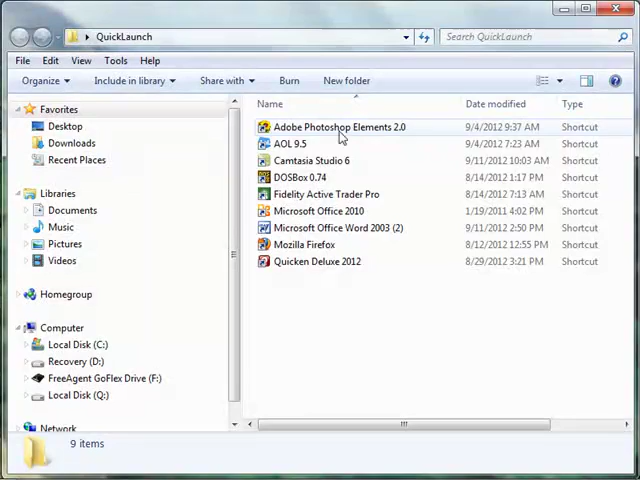 QuickLaunch
Search QuickLaunch
File Edit View Tools Help
Organize Include in library Share with Burn New folder
Name Date modified Type
Favorites
Desktop
Downloads
Recent Places
Libraries
Documents
Music
Pictures
Videos
Homegroup
Computer
Local Disk (C:)
Recovery (D:)
FreeAgent GoFlex Drive (F:)
Local Disk (Q:)
Network
Adobe Photoshop Elements 2.0 9/4/2012 9:37 AM Shortcut
AOL 9.5 9/4/2012 7:23 AM Shortcut
Camtasia Studio 6 9/11/2012 10:03 AM Shortcut
DOSBox 0.74 8/14/2012 1:17 PM Shortcut
Fidelity Active Trader Pro 8/14/2012 7:13 AM Shortcut
Microsoft Office 2010 1/19/2011 4:02 PM Shortcut
Microsoft Office Word 2003 (2) 9/11/2012 2:50 PM Shortcut
Mozilla Firefox 8/12/2012 12:55 PM Shortcut
Quicken Deluxe 2012 8/29/2012 3:21 PM Shortcut
9 items